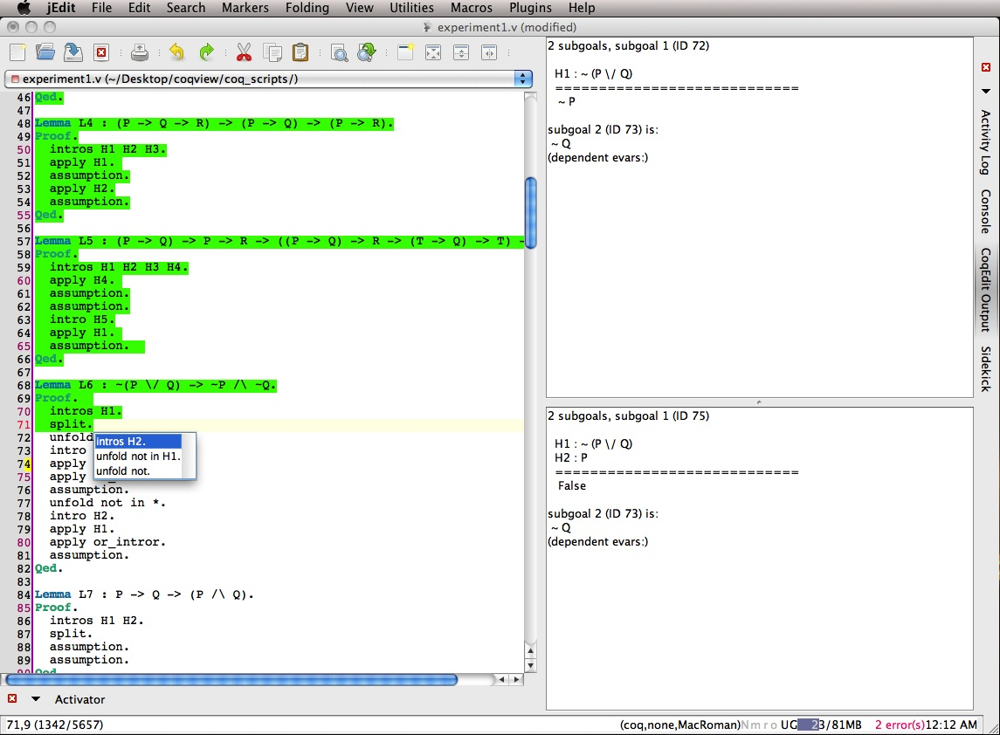 jEdit File Edit Search Markers Folding View Utilities Macros Plugins Help
experiment1.v (modified)
experiment1.v (~/Desktop/coqview/coq_scripts/)
46 Qed.
47
48 Lemma L4 : (P -> Q -> R) -> (P -> Q) -> (P -> R).
49 Proof.
50 intros H1 H2 H3.
51 apply H1.
52 assumption.
53 apply H2.
54 assumption.
55 Qed.
56
57 Lemma L5 : (P -> Q) -> P -> R -> ((P -> Q) -> R -> (T -> Q) -> T) -
58 Proof.
59 intros H1 H2 H3 H4.
60 apply H4.
61 assumption.
62 assumption.
63 intro H5.
64 apply H1.
65 assumption.
66 Qed.
67
68 Lemma L6 : ~(P \/ Q) -> ~P /\ ~Q.
69 Proof.
70 intros H1.
71 split.
72 unfold
73 intro
74 apply
75 apply
76 assumption.
77 unfold not in *.
78 intro H2.
79 apply H1.
80 apply or_intror.
81 assumption.
82 Qed.
83
84 Lemma L7 : P -> Q -> (P /\ Q).
85 Proof.
86 intros H1 H2.
87 split.
88 assumption.
89 assumption.
90 Qed
intros H2.
unfold not in H1.
unfold not.
Activator
2 subgoals, subgoal 1 (ID 72)
H1 : ~ (P \/ Q)
============================
~ P
subgoal 2 (ID 73) is:
~ Q
(dependent evars:)
2 subgoals, subgoal 1 (ID 75)
H1 : ~ (P \/ Q)
H2 : P
============================
False
subgoal 2 (ID 73) is:
~ Q
(dependent evars:)
Activity Log
Console
CoqEdit Output
Sidekick
71,9 (1342/5657)
(coq,none,MacRoman)N m r o UG 23/81MB 2 error(s)12:12 AM